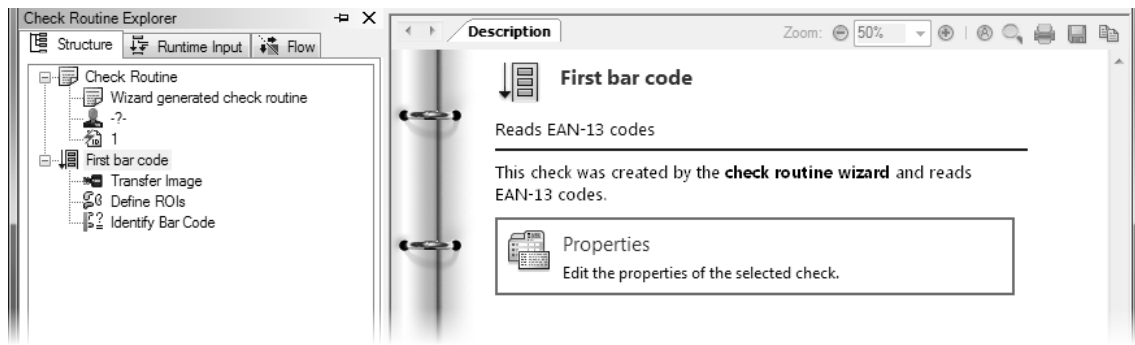 Check Routine Explorer
Structure
Runtime Input
Flow
Check Routine
Wizard generated check routine
-?-
1
First bar code
Transfer Image
Define ROIs
Identify Bar Code
Description
Zoom:
50%
First bar code
Reads EAN-13 codes
This check was created by the check routine wizard and reads
EAN-13 codes.
Properties
Edit the properties of the selected check.